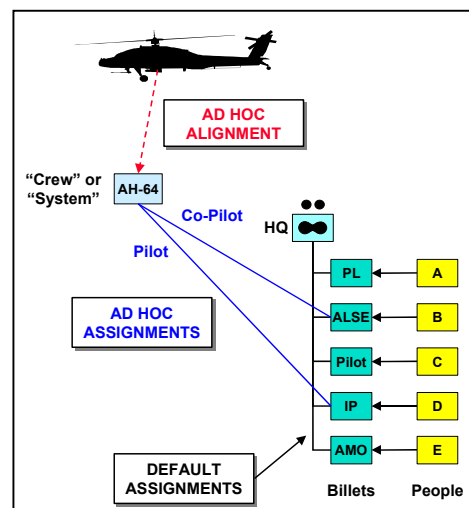 AD HOC
ALIGNMENT
“Crew” or
“System”
AH-64
Co-Pilot
Pilot
HQ
PL
A
AD HOC
ASSIGNMENTS
ALSE
B
Pilot
C
IP
D
DEFAULT
ASSIGNMENTS
AMO
E
Billets
People